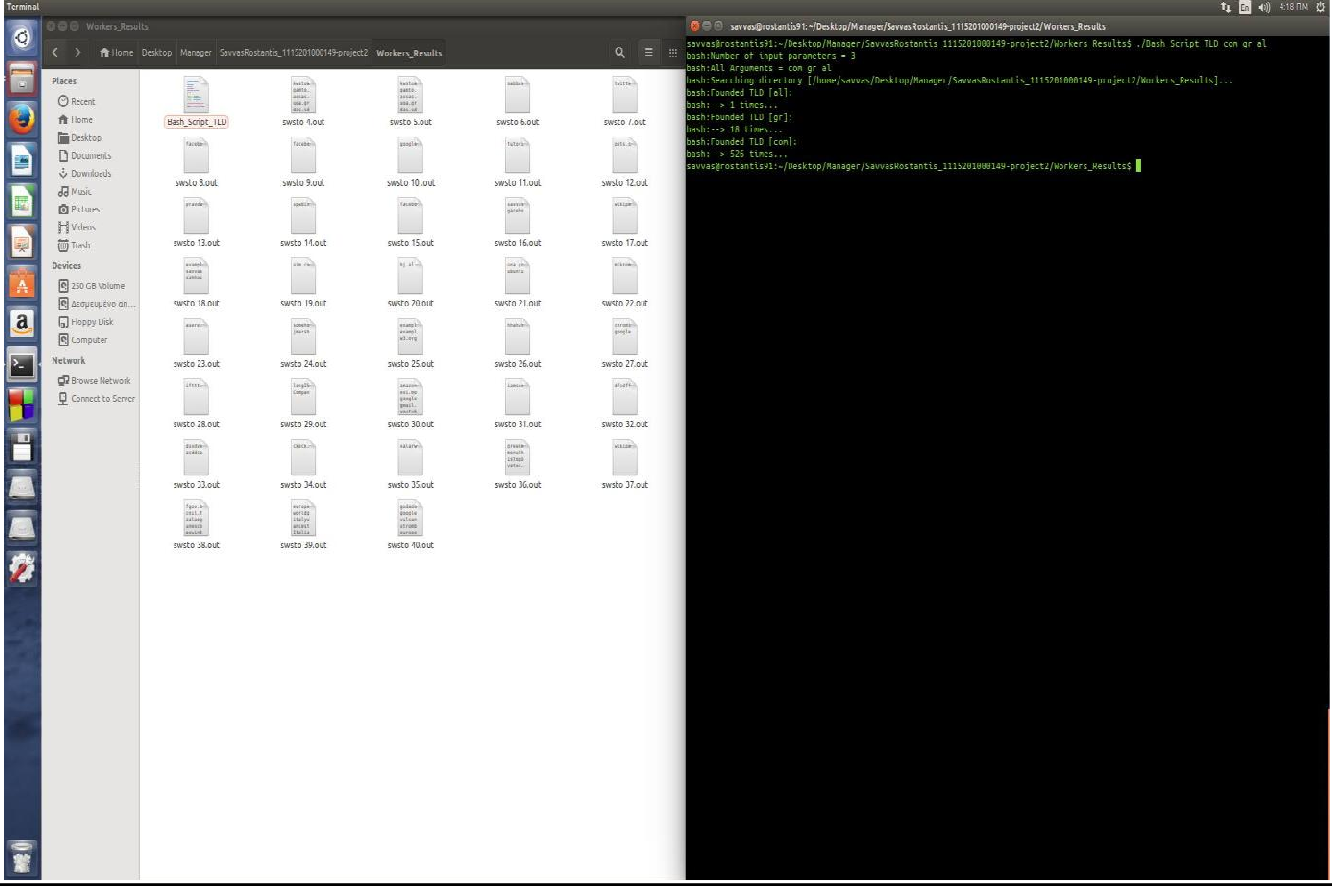 Terminal
En
4:18 ΠΜ
Workers_Results
Home Desktop Manager SavvasRostantis_1115201000149-project2 Workers_Results
Places
Recent
Home
Desktop
Documents
Downloads
Music
Pictures
Videos
Trash
Devices
250 GB Volume
Δεσμευμένο απ...
Floppy Disk
Computer
Network
Browse Network
Connect to Server
Bash_Script_TLD swsto 4.out swsto 5.out swsto 6.out swsto 7.out
swsto 8.out swsto 9.out swsto 10.out swsto 11.out swsto 12.out
swsto 13.out swsto 14.out swsto 15.out swsto 16.out swsto 17.out
swsto 18.out swsto 19.out swsto 20.out swsto 21.out swsto 22.out
swsto 23.out swsto 24.out swsto 25.out swsto 26.out swsto 27.out
swsto 28.out swsto 29.out swsto 30.out swsto 31.out swsto 32.out
swsto 33.out swsto 34.out swsto 35.out swsto 36.out swsto 37.out
swsto 38.out swsto 39.out swsto 40.out
savvas@rostantis91: ~/Desktop/Manager/SavvasRostantis_1115201000149-project2/Workers_Results
savvas@rostantis91:~/Desktop/Manager/SavvasRostantis_1115201000149-project2/Workers_Results$ ./Bash_Script_TLD com gr al
bash:Number of input parameters = 3
bash:All Arguments = com gr al
bash:Searching directory [/home/savvas/Desktop/Manager/SavvasRostantis_1115201000149-project2/Workers_Results]...
bash:Founded TLD [al]:
bash:--> 1 times...
bash:Founded TLD [gr]:
bash:--> 18 times...
bash:Founded TLD [com]:
bash:--> 526 times...
savvas@rostantis91:~/Desktop/Manager/SavvasRostantis_1115201000149-project2/Workers_Results$